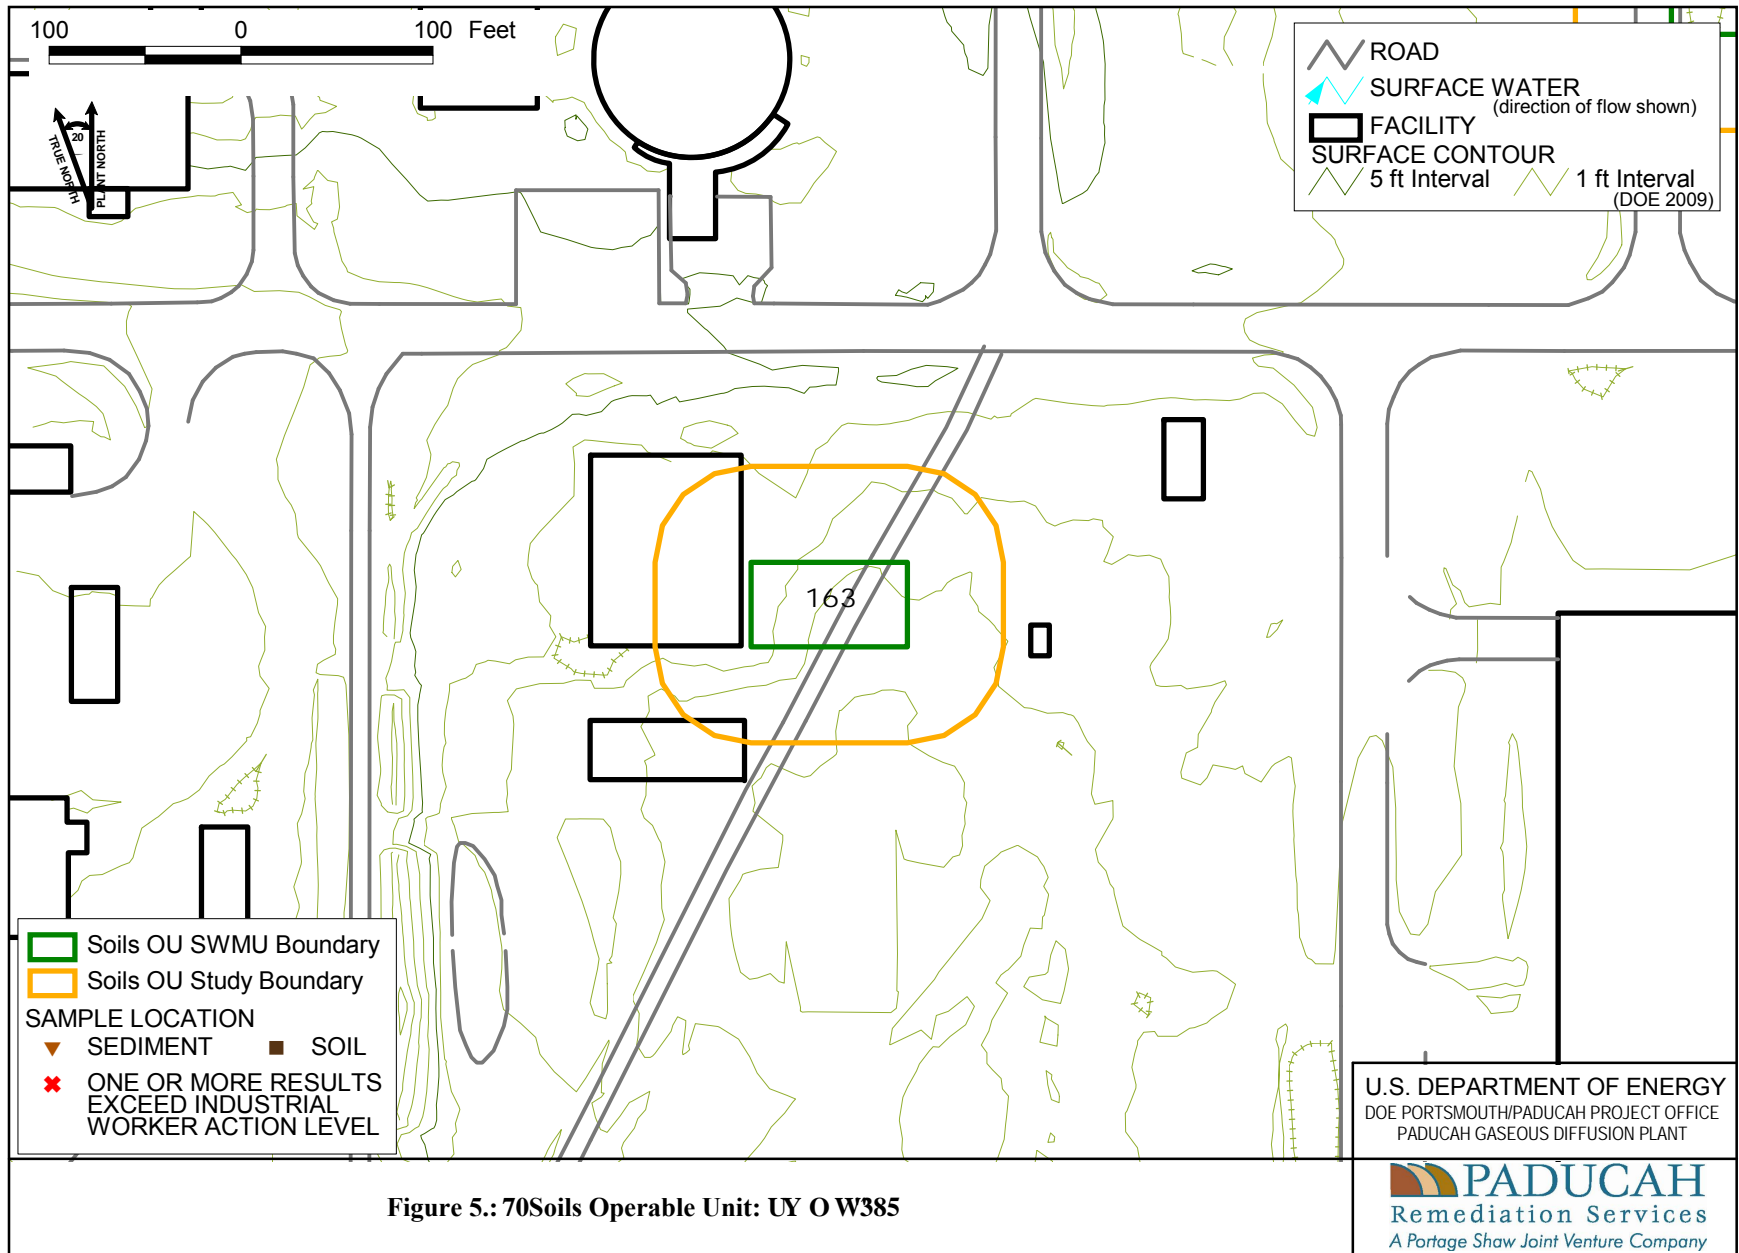 100 0 100 Feet
20
TRUE NORTH
PLANT NORTH
ROAD
SURFACE WATER
(direction of flow shown)
FACILITY
SURFACE CONTOUR
5 ft Interval 1 ft Interval
(DOE 2009)
163
Soils OU SWMU Boundary
Soils OU Study Boundary
SAMPLE LOCATION
SEDIMENT SOIL
ONE OR MORE RESULTS
EXCEED INDUSTRIAL
WORKER ACTION LEVEL
U.S. DEPARTMENT OF ENERGY
DOE PORTSMOUTH/PADUCAH PROJECT OFFICE
PADUCAH GASEOUS DIFFUSION PLANT
PADUCAH
Remediation Services
A Portage Shaw Joint Venture Company
Figure 5.: 70Soils Operable Unit: UY O W385